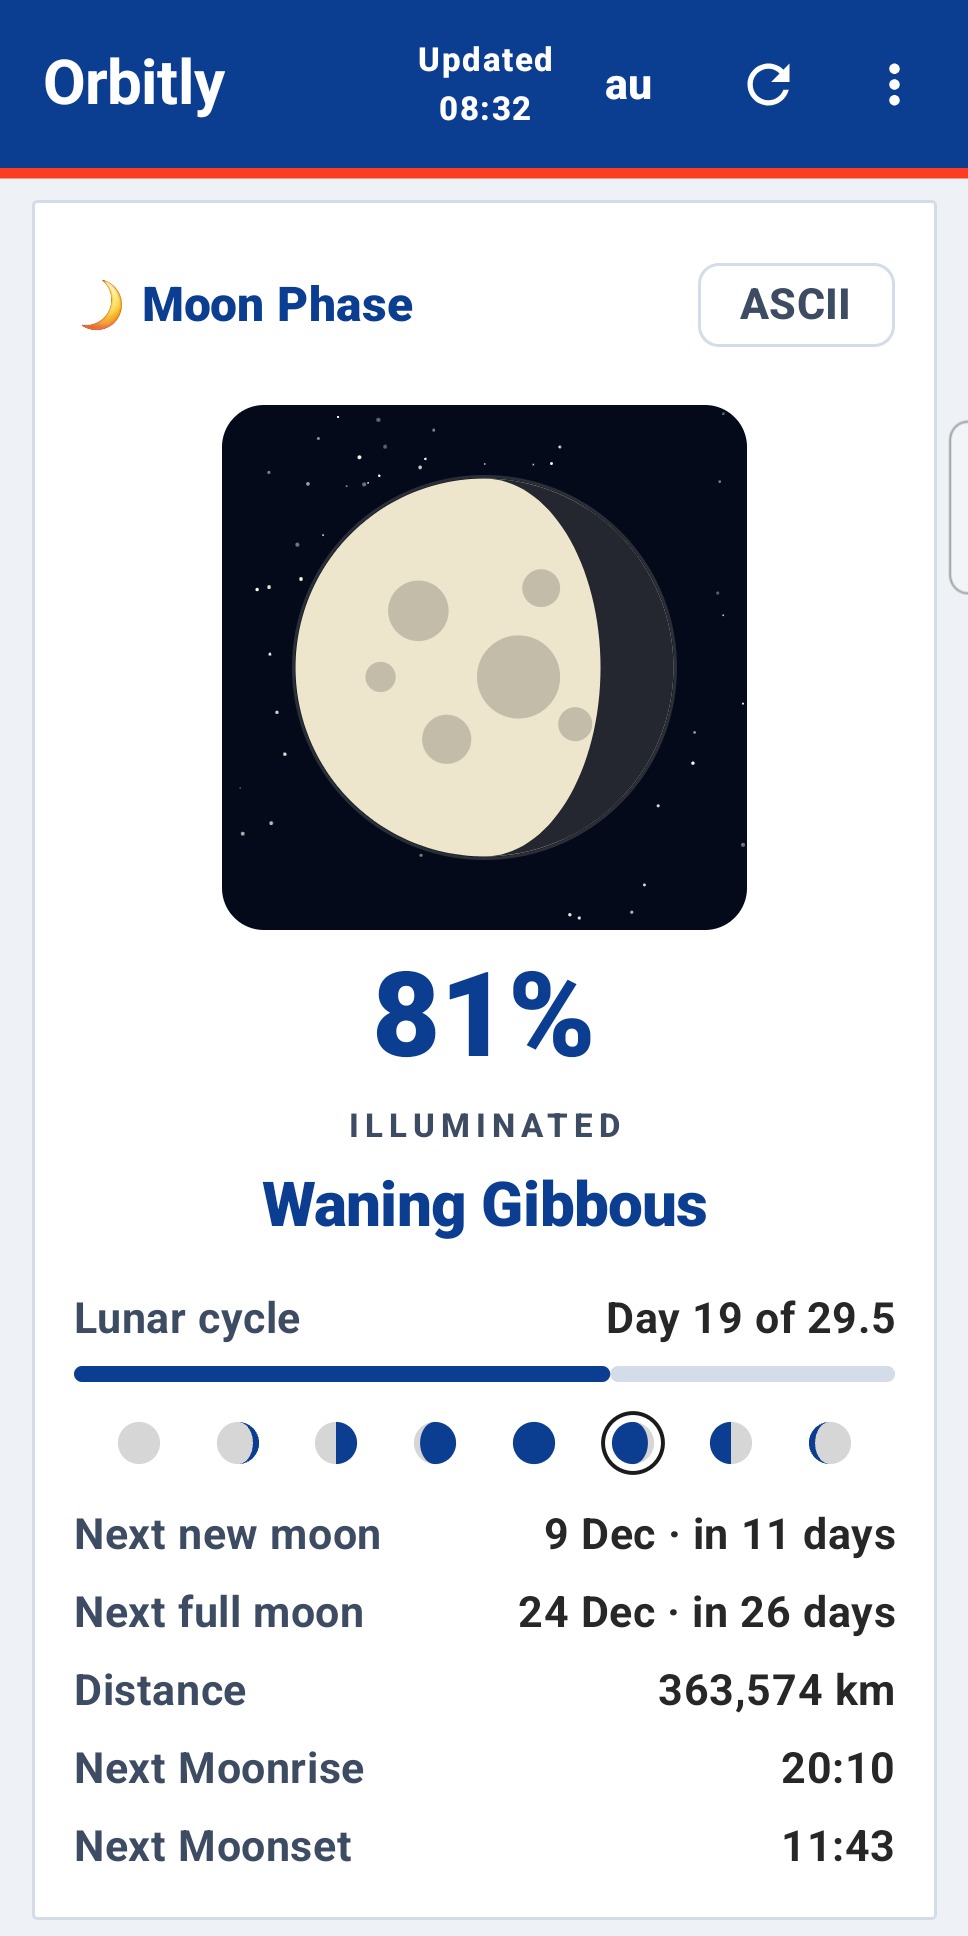 Orbitly
Updated
08:32
au
Moon Phase
ASCII
81%
ILLUMINATED
Waning Gibbous
Lunar cycle Day 19 of 29.5
Next new moon 9 Dec · in 11 days
Next full moon 24 Dec · in 26 days
Distance 363,574 km
Next Moonrise 20:10
Next Moonset 11:43